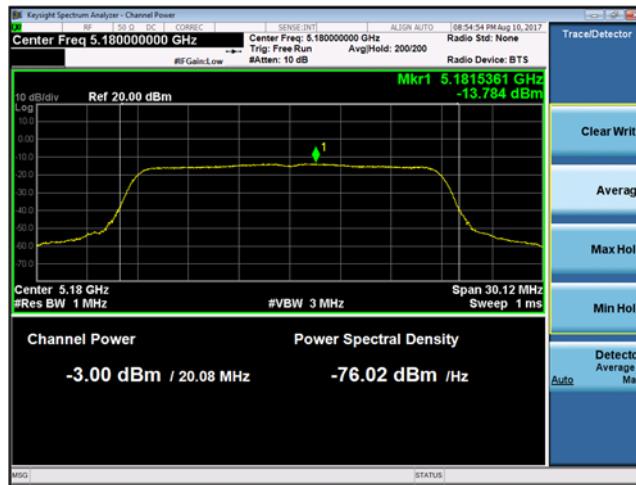 Keysight Spectrum Analyzer - Channel Power
RF 50 Ω DC CORREC SENSE:INT ALIGN AUTO 08:54:54 PM Aug 10, 2017
Center Freq 5.180000000 GHz Center Freq: 5.180000000 GHz Radio Std: None Trace/Detector
Trig: Free Run Avg|Hold: 200/200
#IFGain:Low #Atten: 10 dB Radio Device: BTS
Mkr1 5.1815361 GHz
10 dB/div Ref 20.00 dBm -13.784 dBm
Log
10.0
0.00
-10.0
-20.0
-30.0
-40.0
-50.0
-60.0
-70.0
1
Clear Writ
Averag
Max Hol
Min Hol
Center 5.18 GHz Span 30.12 MHz
#Res BW 1 MHz #VBW 3 MHz Sweep 1 ms
Channel Power Power Spectral Density
-3.00 dBm / 20.08 MHz -76.02 dBm /Hz
Detecto
Average
Auto Ma
MSG STATUS